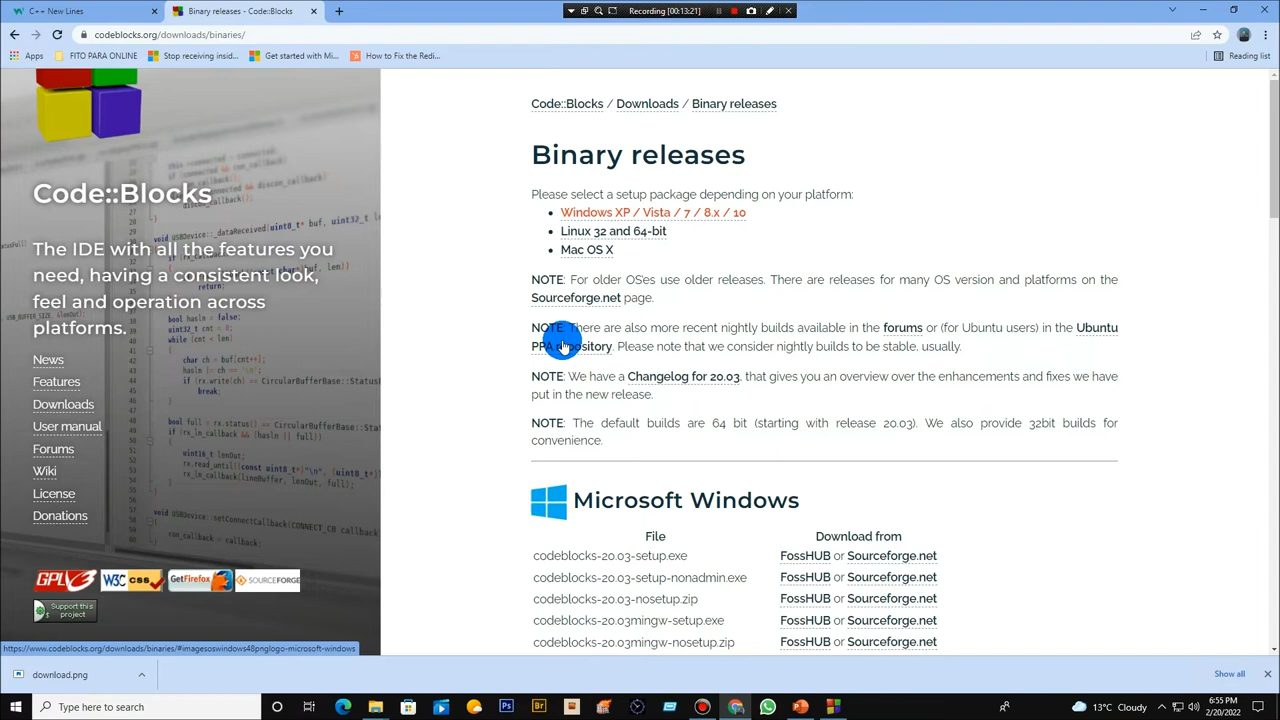 C++ New Lines
Binary releases - Code::Blocks
Recording [00:13:21]
codeblocks.org/downloads/binaries/
Apps
FITO PARA ONLINE
Stop receiving insid...
Get started with Mi...
How to Fix the Redi...
Reading list
Code::Blocks / Downloads / Binary releases
Code::Blocks
The IDE with all the features you
need, having a consistent look,
feel and operation across
platforms.
News
Features
Downloads
User manual
Forums
Wiki
License
Donations
GPLV3
W3C CSS
GetFirefox
SOURCEFORGE
Support this
project
Binary releases
Please select a setup package depending on your platform:
Windows XP / Vista / 7 / 8.x / 10
Linux 32 and 64-bit
Mac OS X
NOTE: For older OS'es use older releases. There are releases for many OS version and platforms on the
Sourceforge.net page.
NOTE: There are also more recent nightly builds available in the forums or (for Ubuntu users) in the Ubuntu
PPA repository. Please note that we consider nightly builds to be stable, usually.
NOTE: We have a Changelog for 20.03, that gives you an overview over the enhancements and fixes we have
put in the new release.
NOTE: The default builds are 64 bit (starting with release 20.03). We also provide 32bit builds for
convenience.
Microsoft Windows
File Download from
codeblocks-20.03-setup.exe FossHUB or Sourceforge.net
codeblocks-20.03-setup-nonadmin.exe FossHUB or Sourceforge.net
codeblocks-20.03-nosetup.zip FossHUB or Sourceforge.net
codeblocks-20.03mingw-setup.exe FossHUB or Sourceforge.net
codeblocks-20.03mingw-nosetup.zip FossHUB or Sourceforge.net
https://www.codeblocks.org/downloads/binaries/#imagesoswindows48pnglogo-microsoft-windows
download.png
Show all
Type here to search
13°C Cloudy
6:55 PM
2/20/2022